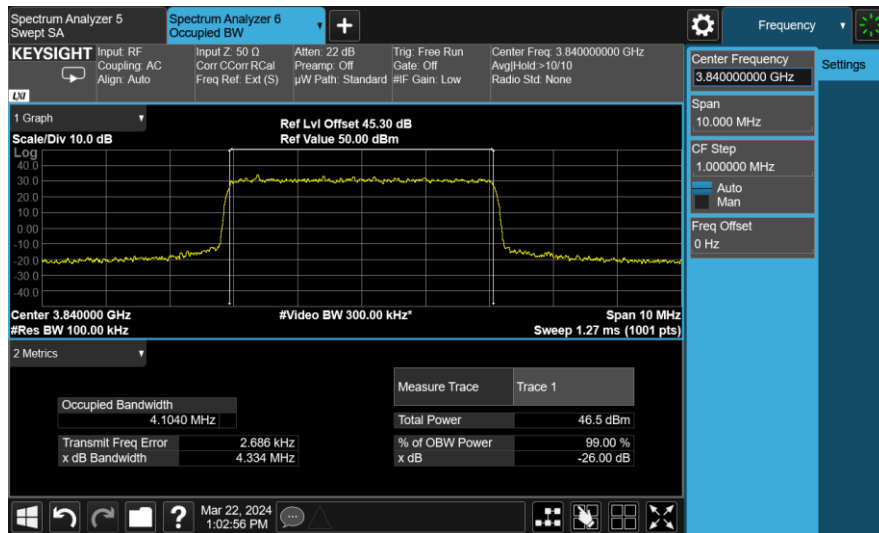 Spectrum Analyzer 5
Swept SA
Spectrum Analyzer 6
Occupied BW
+
Frequency
KEYSIGHT
LXI
Input: RF
Coupling: AC
Align: Auto
Input Z: 50 Ω
Corr CCorr RCal
Freq Ref: Ext (S)
Atten: 22 dB
Preamp: Off
µW Path: Standard
Trig: Free Run
Gate: Off
#IF Gain: Low
Center Freq: 3.840000000 GHz
Avg|Hold:>10/10
Radio Std: None
Center Frequency
3.840000000 GHz
Settings
Span
10.000 MHz
CF Step
1.000000 MHz
Auto
Man
Freq Offset
0 Hz
1 Graph
Scale/Div 10.0 dB
Ref Lvl Offset 45.30 dB
Ref Value 50.00 dBm
Log
40.0
30.0
20.0
10.0
0.00
-10.0
-20.0
-30.0
-40.0
Center 3.840000 GHz
#Res BW 100.00 kHz
#Video BW 300.00 kHz*
Span 10 MHz
Sweep 1.27 ms (1001 pts)
2 Metrics
Measure Trace Trace 1
Occupied Bandwidth
4.1040 MHz
Total Power 46.5 dBm
Transmit Freq Error 2.686 kHz
% of OBW Power 99.00 %
x dB Bandwidth 4.334 MHz
x dB -26.00 dB
?
Mar 22, 2024
1:02:56 PM